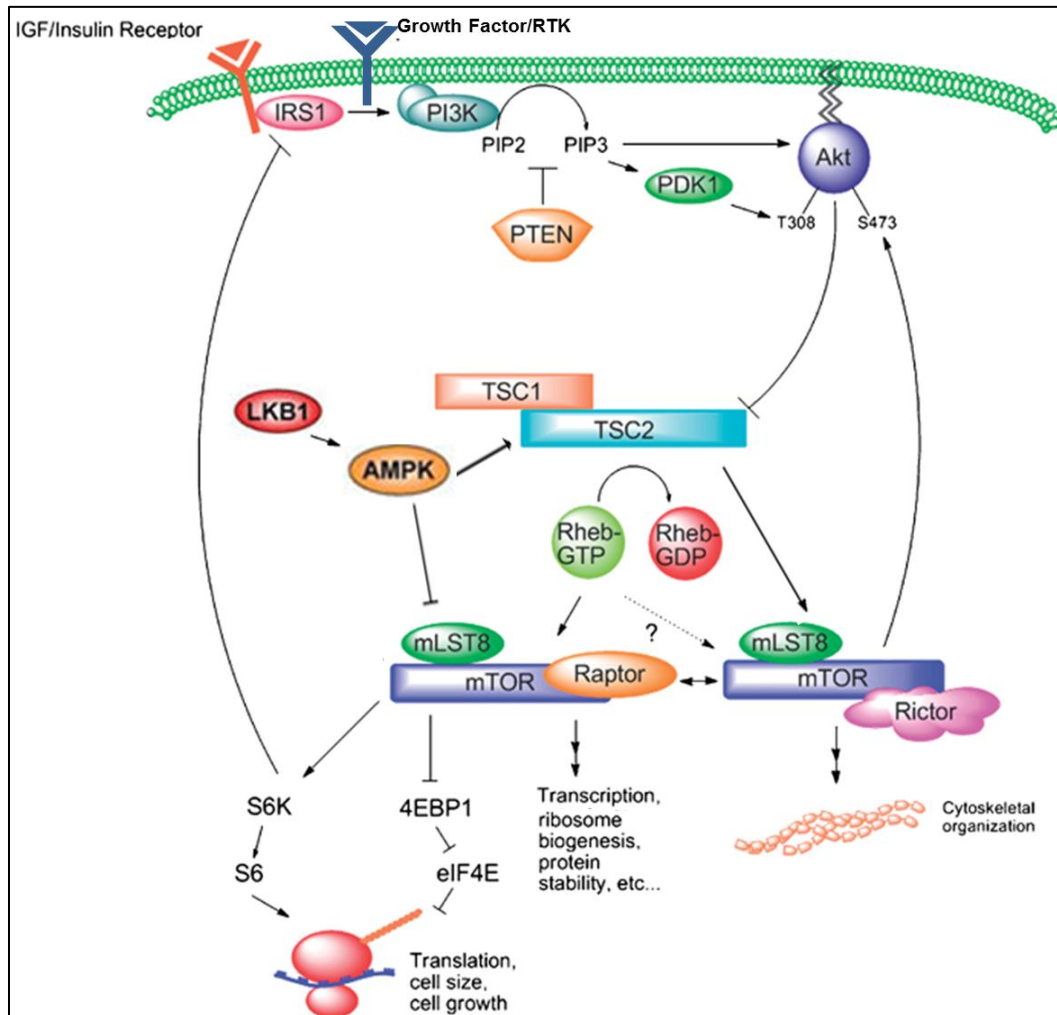 IGF/Insulin Receptor
Growth Factor/RTK
IRS1
PI3K
PIP2
PIP3
Akt
PDK1
T308
S473
PTEN
TSC1
LKB1
TSC2
AMPK
Rheb-
GTP
Rheb-
GDP
?
mLST8
mLST8
mTOR
Raptor
mTOR
Rictor
S6K
4EBP1
Transcription,
ribosome
biogenesis,
protein
stability, etc...
Cytoskeletal
organization
S6
eIF4E
Translation,
cell size,
cell growth